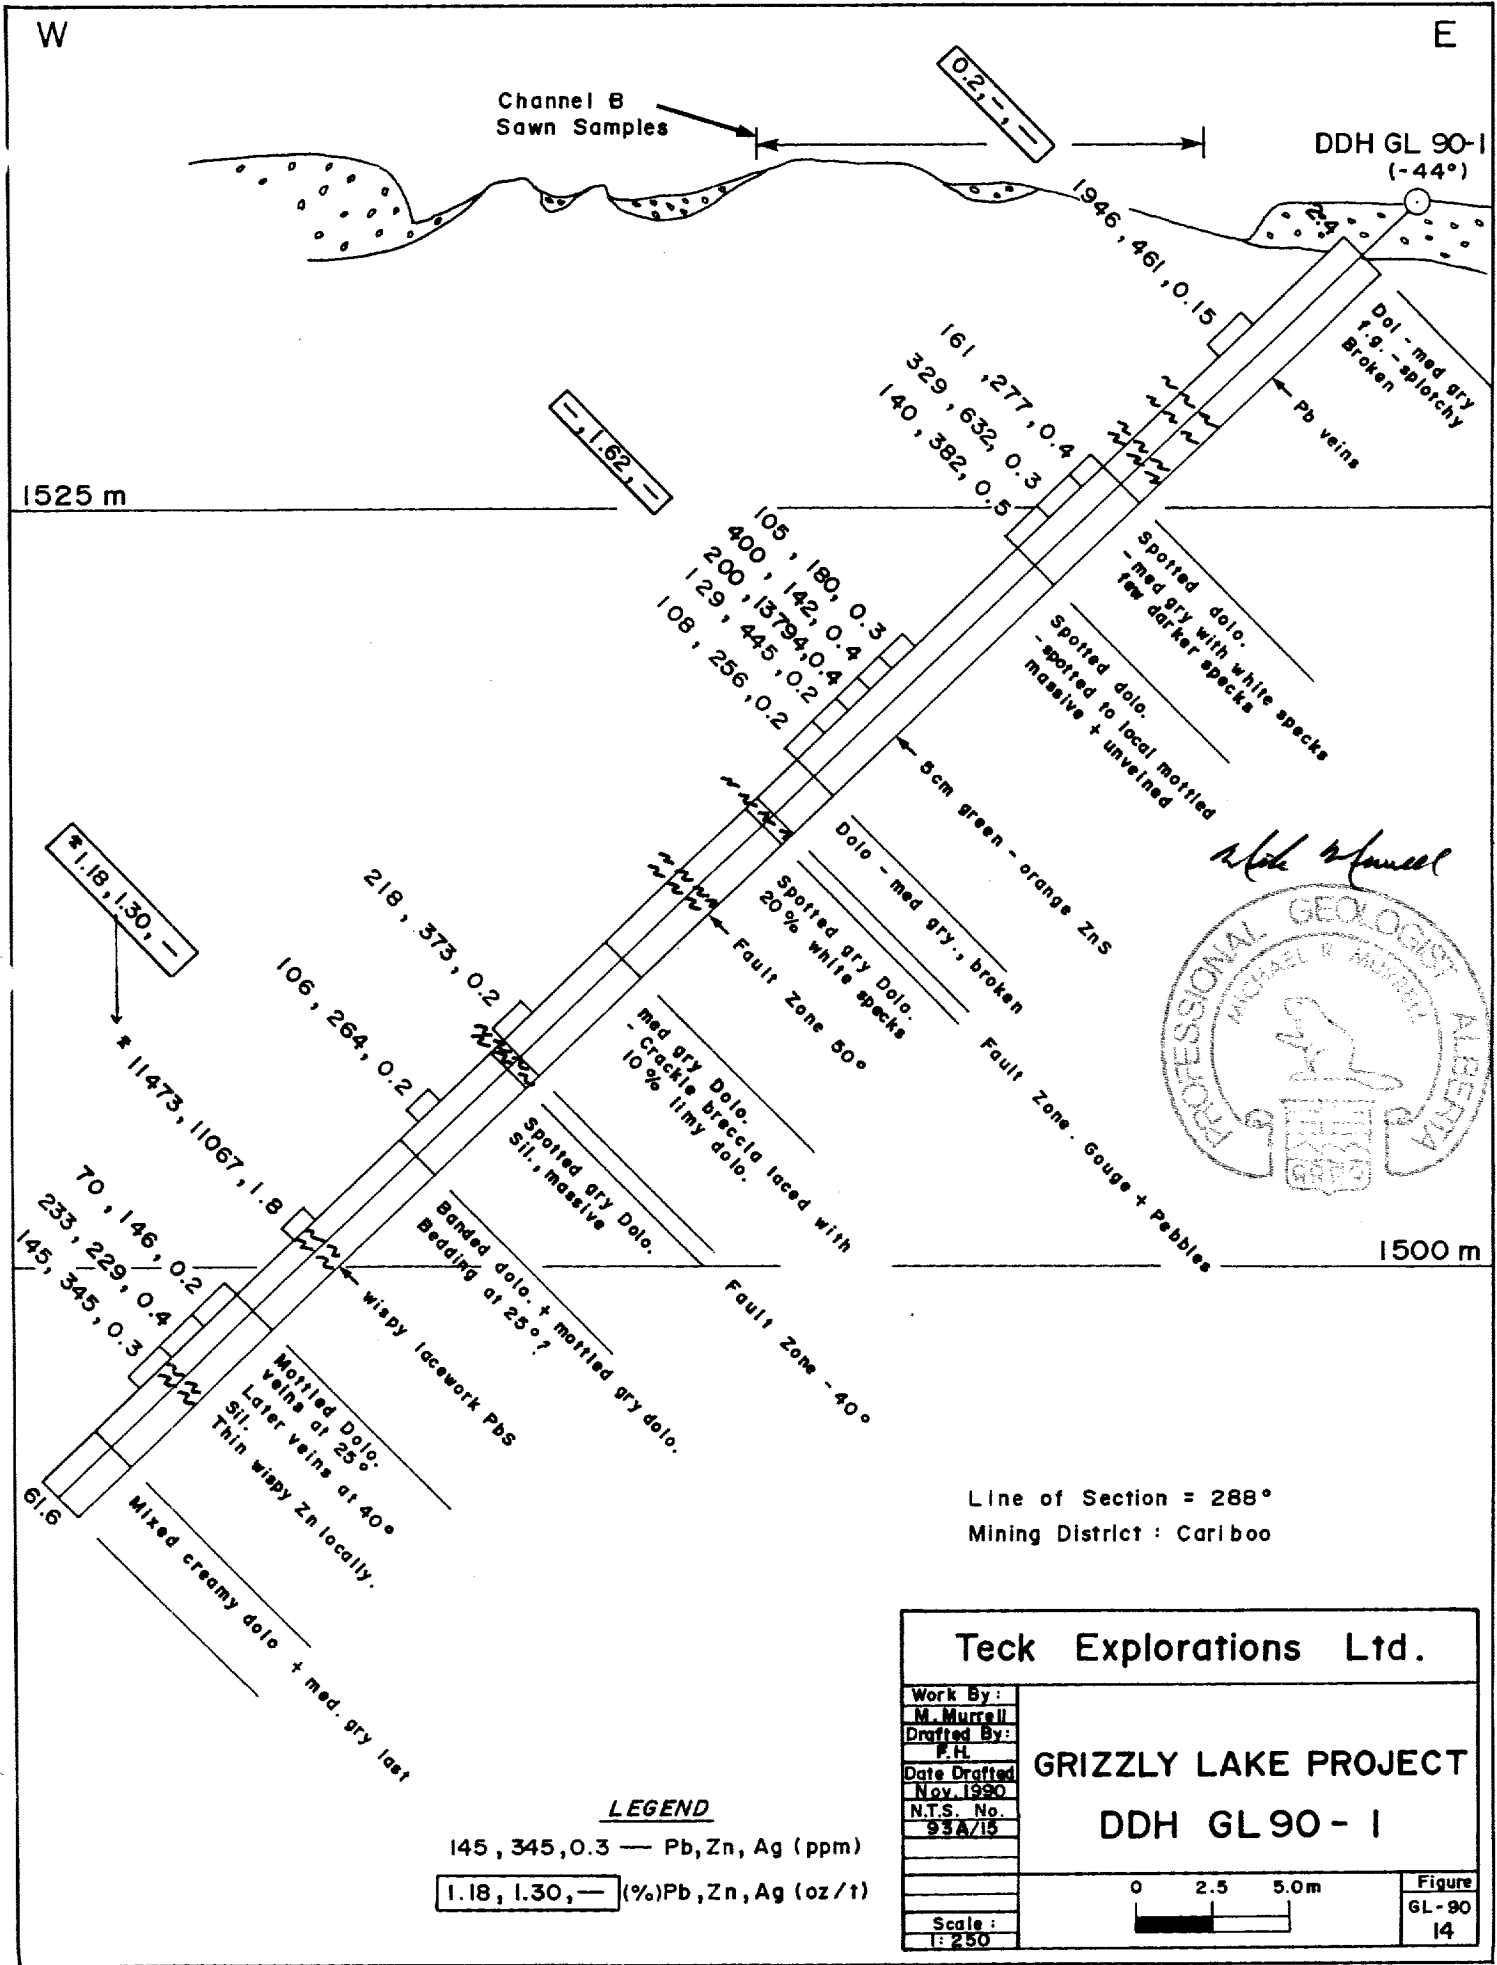 W
E
Channel B
Sawn Samples
0.2, –, —
DDH GL 90-1
(-44°)
2.4
1946, 461, 0.15
161, 277, 0.4
329, 632, 0.3
140, 382, 0.5
Dol - med gry
f.g. - splotchy
Broken
Pb veins
–, 1.62, –
1525 m
105, 180, 0.3
400, 142, 0.4
200, 13794, 0.4
129, 445, 0.2
108, 256, 0.2
Spotted dolo.
- med gry with white specks
few darker specks
Spotted dolo.
- spotted to local mottled
massive + unveined
5cm green - orange ZnS
Dolo - med gry., broken
Spotted gry Dolo.
20% white specks
Fault Zone. Gouge + Pebbles
Fault Zone 50°
* 1.18, 1.30, —
218, 373, 0.2
106, 264, 0.2
* 11473, 11067, 1.8
med gry Dolo.
- Crackle breccia laced with
10% limy dolo.
Spotted gry Dolo.
Sil., massive
Fault Zone - 40°
Banded dolo. + mottled gry dolo.
Bedding at 25°?
wispy lacework PbS
70, 146, 0.2
233, 229, 0.4
145, 345, 0.3
1500 m
Mottled Dolo.
veins at 25°
Later veins at 40°
Sil.
Thin wispy Zn locally.
61.6
Mixed creamy dolo + med. gry last
PROFESSIONAL GEOLOGIST
MICHAEL R MURRELL
ALBERTA
Line of Section = 288°
Mining District : Cariboo
LEGEND
145, 345, 0.3 — Pb, Zn, Ag (ppm)
1.18, 1.30, — (%) Pb, Zn, Ag (oz/t)
Teck Explorations Ltd.
Work By:
M. Murrell
Drafted By:
F.H.
Date Drafted
Nov. 1990
N.T.S. No.
93A/15
Scale :
1: 250
GRIZZLY LAKE PROJECT
DDH GL 90 - 1
0 2.5 5.0m
Figure
GL-90
14